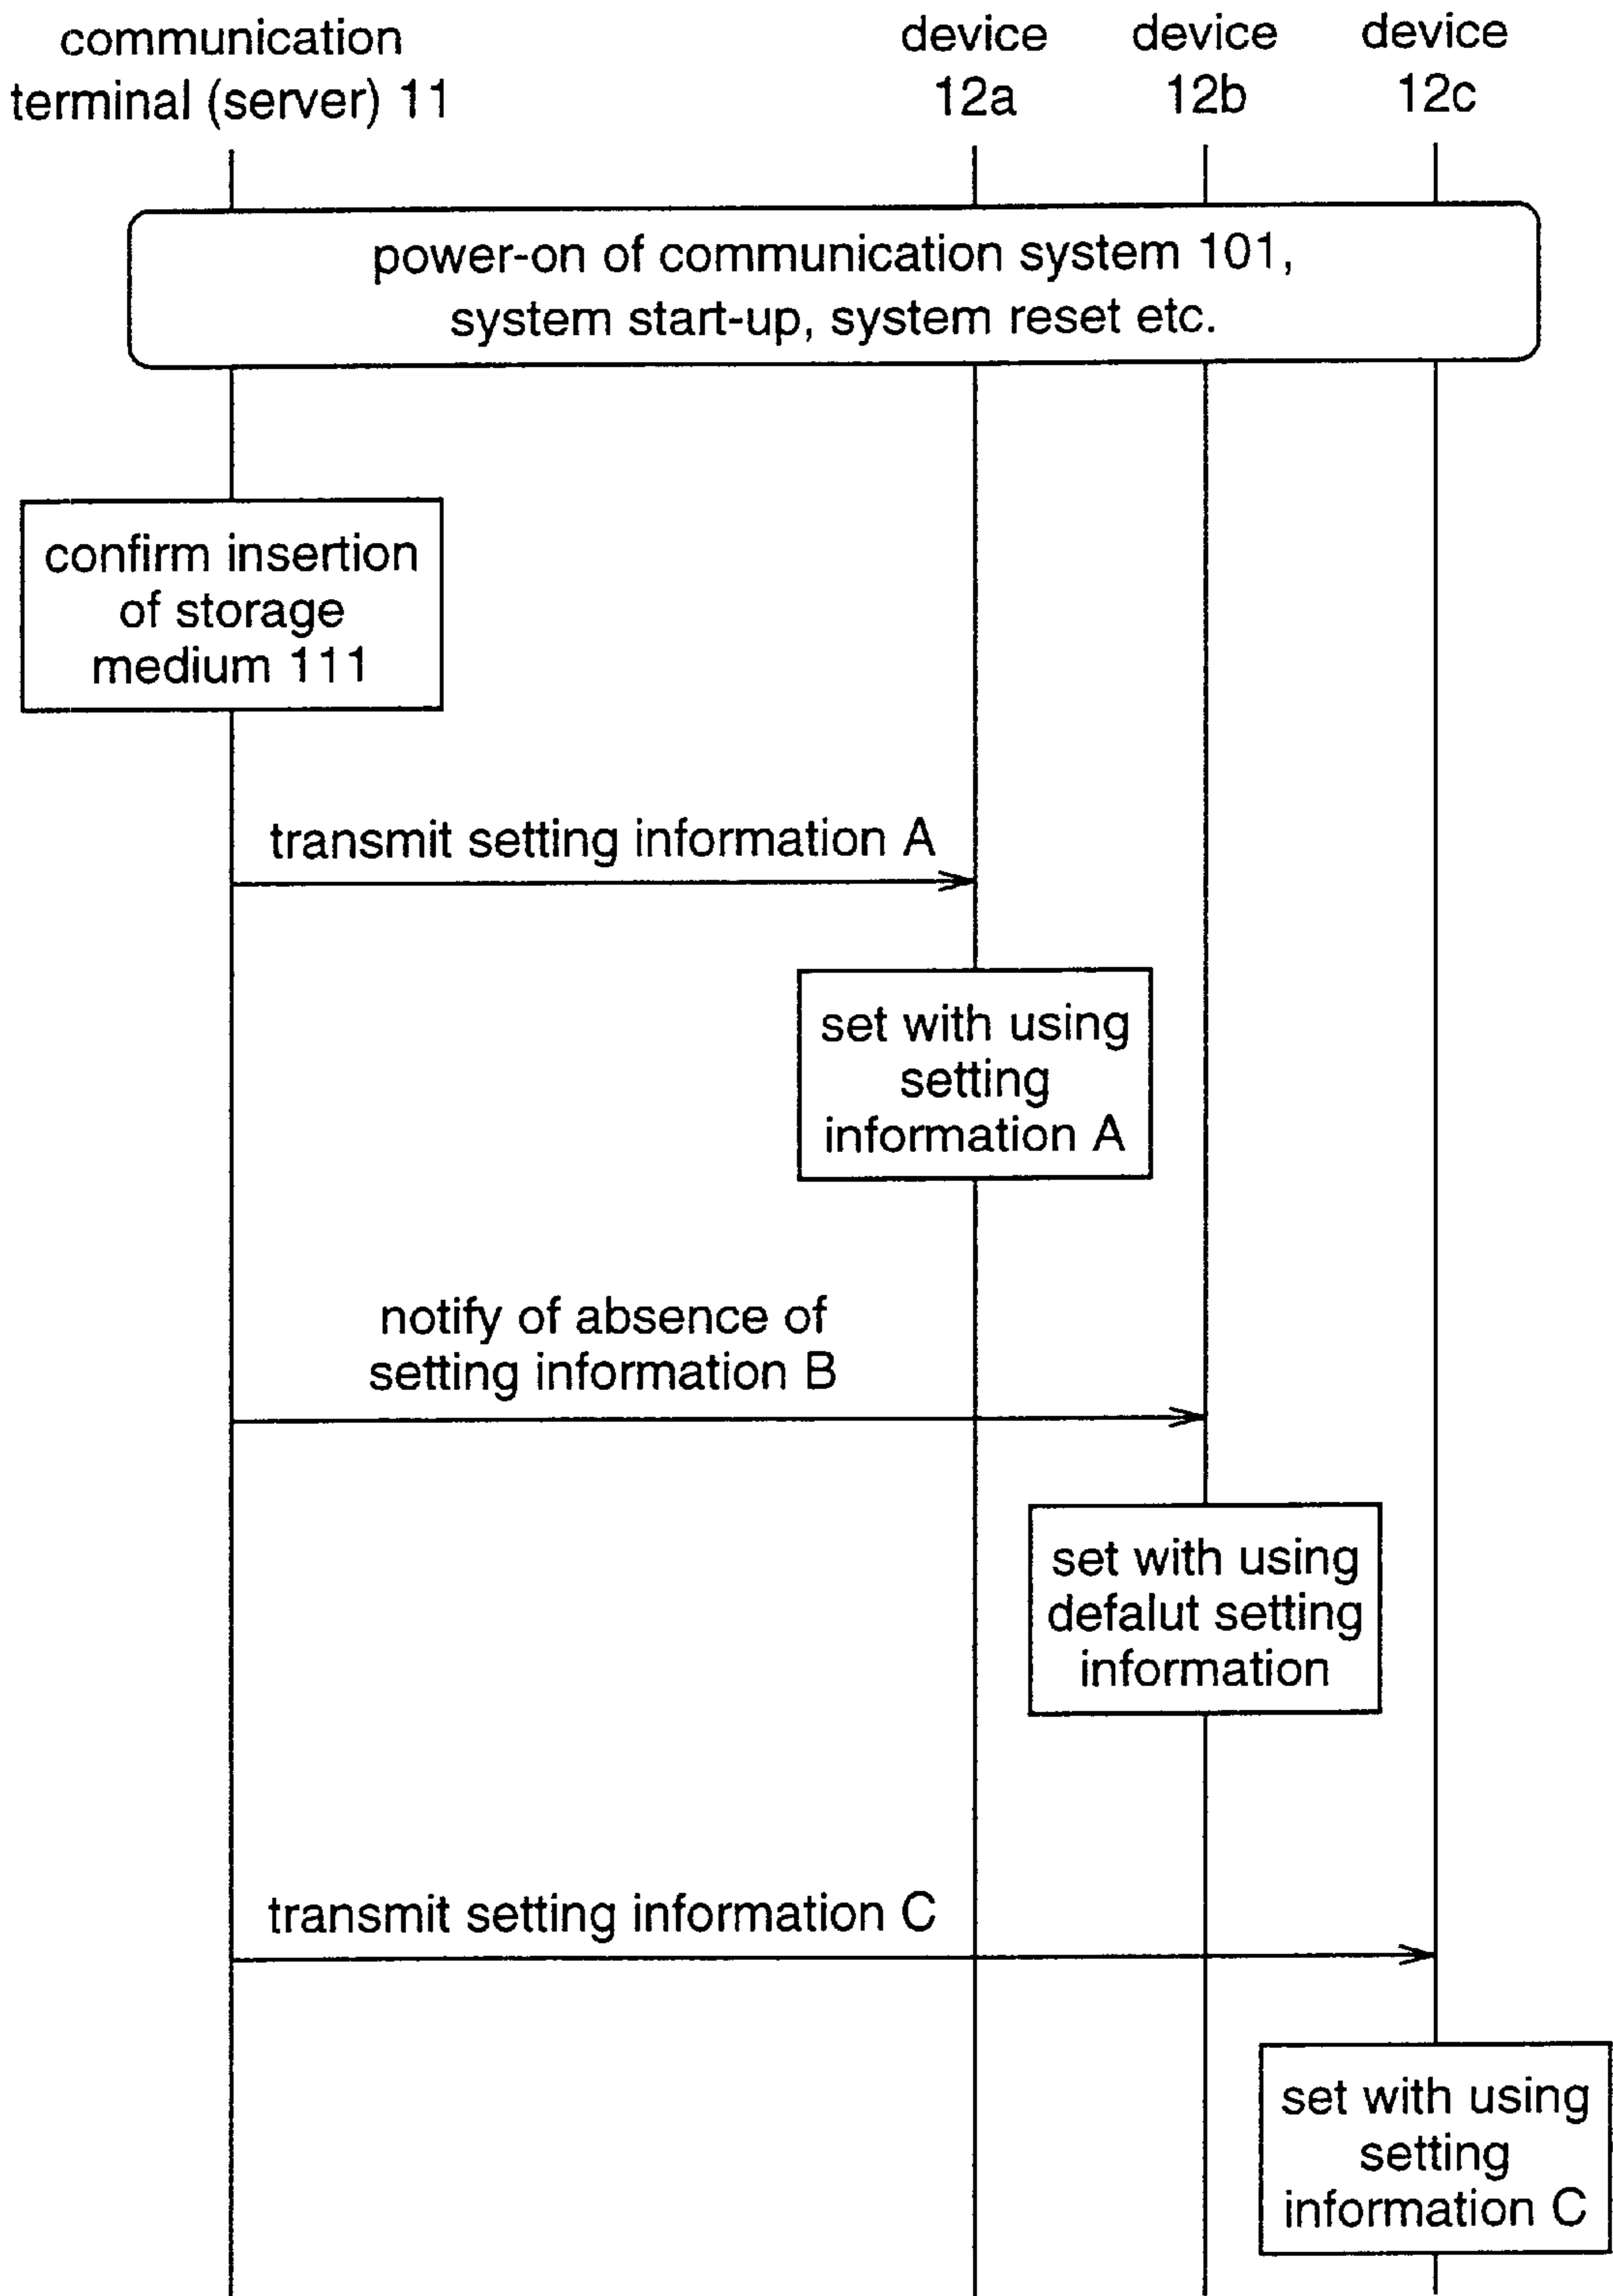 communication
terminal (server) 11
device
12a
device
12b
device
12c
power-on of communication system 101,
system start-up, system reset etc.
confirm insertion
of storage
medium 111
transmit setting information A
set with using
setting
information A
notify of absence of
setting information B
set with using
defalut setting
information
transmit setting information C
set with using
setting
information C